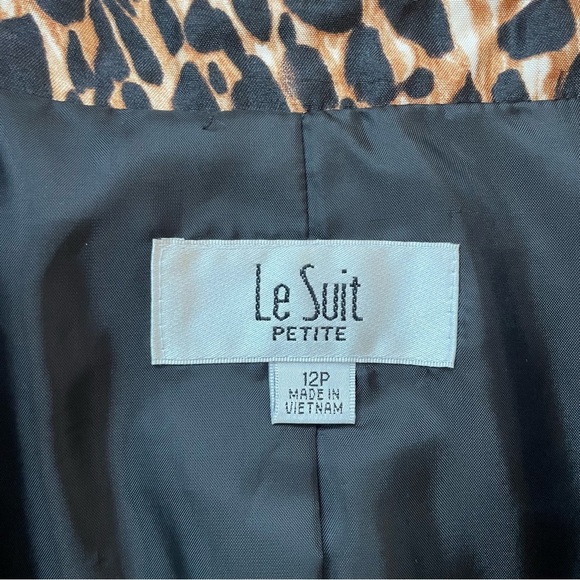 Le Suit
PETITE
12P
MADE IN
VIETNAM